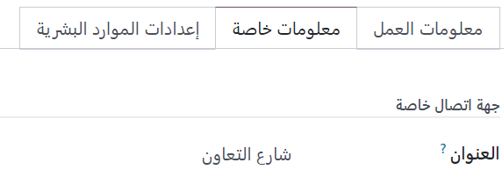 معلومات العمل معلومات خاصة إعدادات الموارد البشرية
جهة اتصال خاصة
العنوان ? شارع التعاون